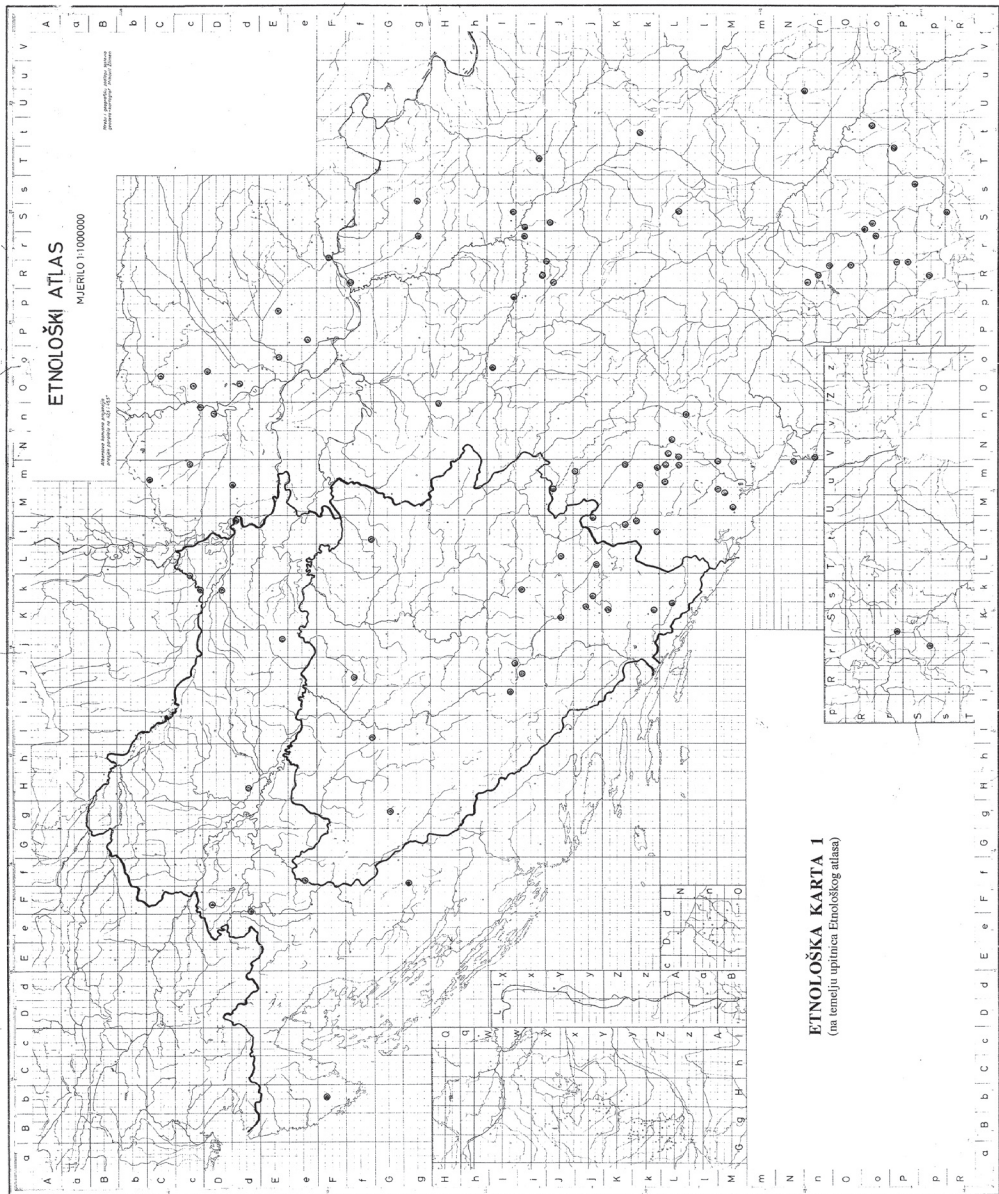 a B b C c D d E e F f G g H h I i J j K k L l M m N n O o P p R r S s T t U u V
A a B b C c D d E e F f G g H h I i J j K k L l M m N n O o P p R
ETNOLOŠKI ATLAS
MJERILO 1:1000000
p R r S s T t U u V v Z z
P R r S s T
Q q W w X x Y y Z z A
G g H h
X x Y y Z z A a B
c D d
N n O
ETNOLOŠKA KARTA 1
(na temelju upitnica Etnološkog atlasa)
A a B b C c D d E e F f G g H
m N n O o P p R
a B b C c D d E e F f G g H h I i J j K k L l M m N n O o P p R r S s T t U u V